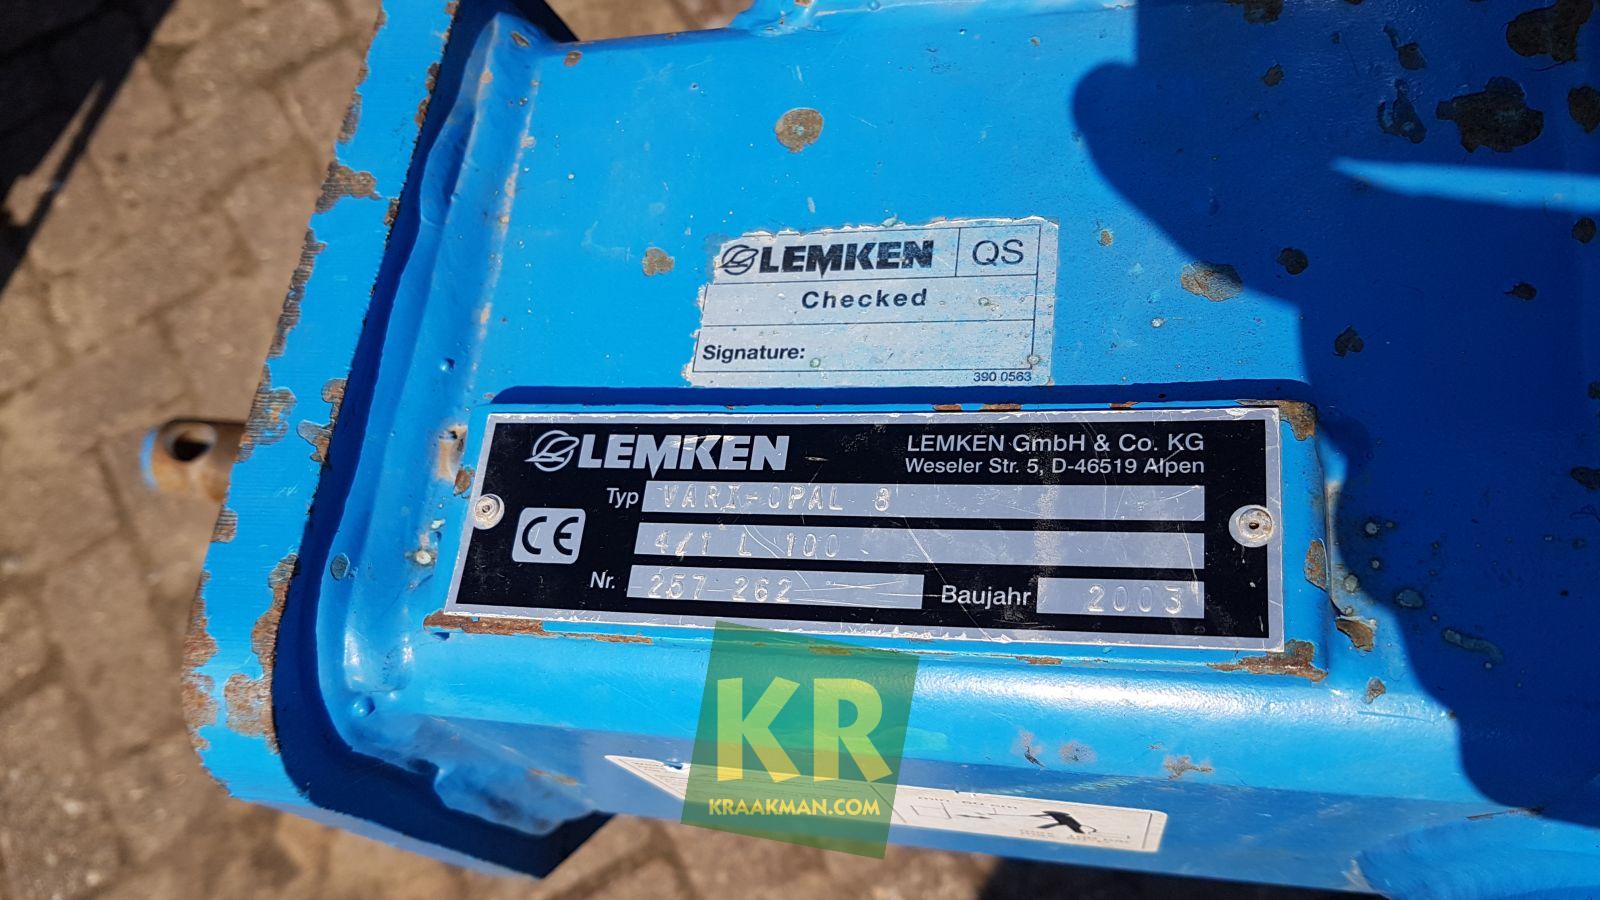 LEMKEN QS
Checked
Signature:
390 0563
LEMKEN
LEMKEN GmbH & Co. KG
Weseler Str. 5, D-46519 Alpen
Typ VARI-OPAL 8
CE
4/1 L 100
Nr. 257 262 Baujahr 2003
KR
KRAAKMAN.COM